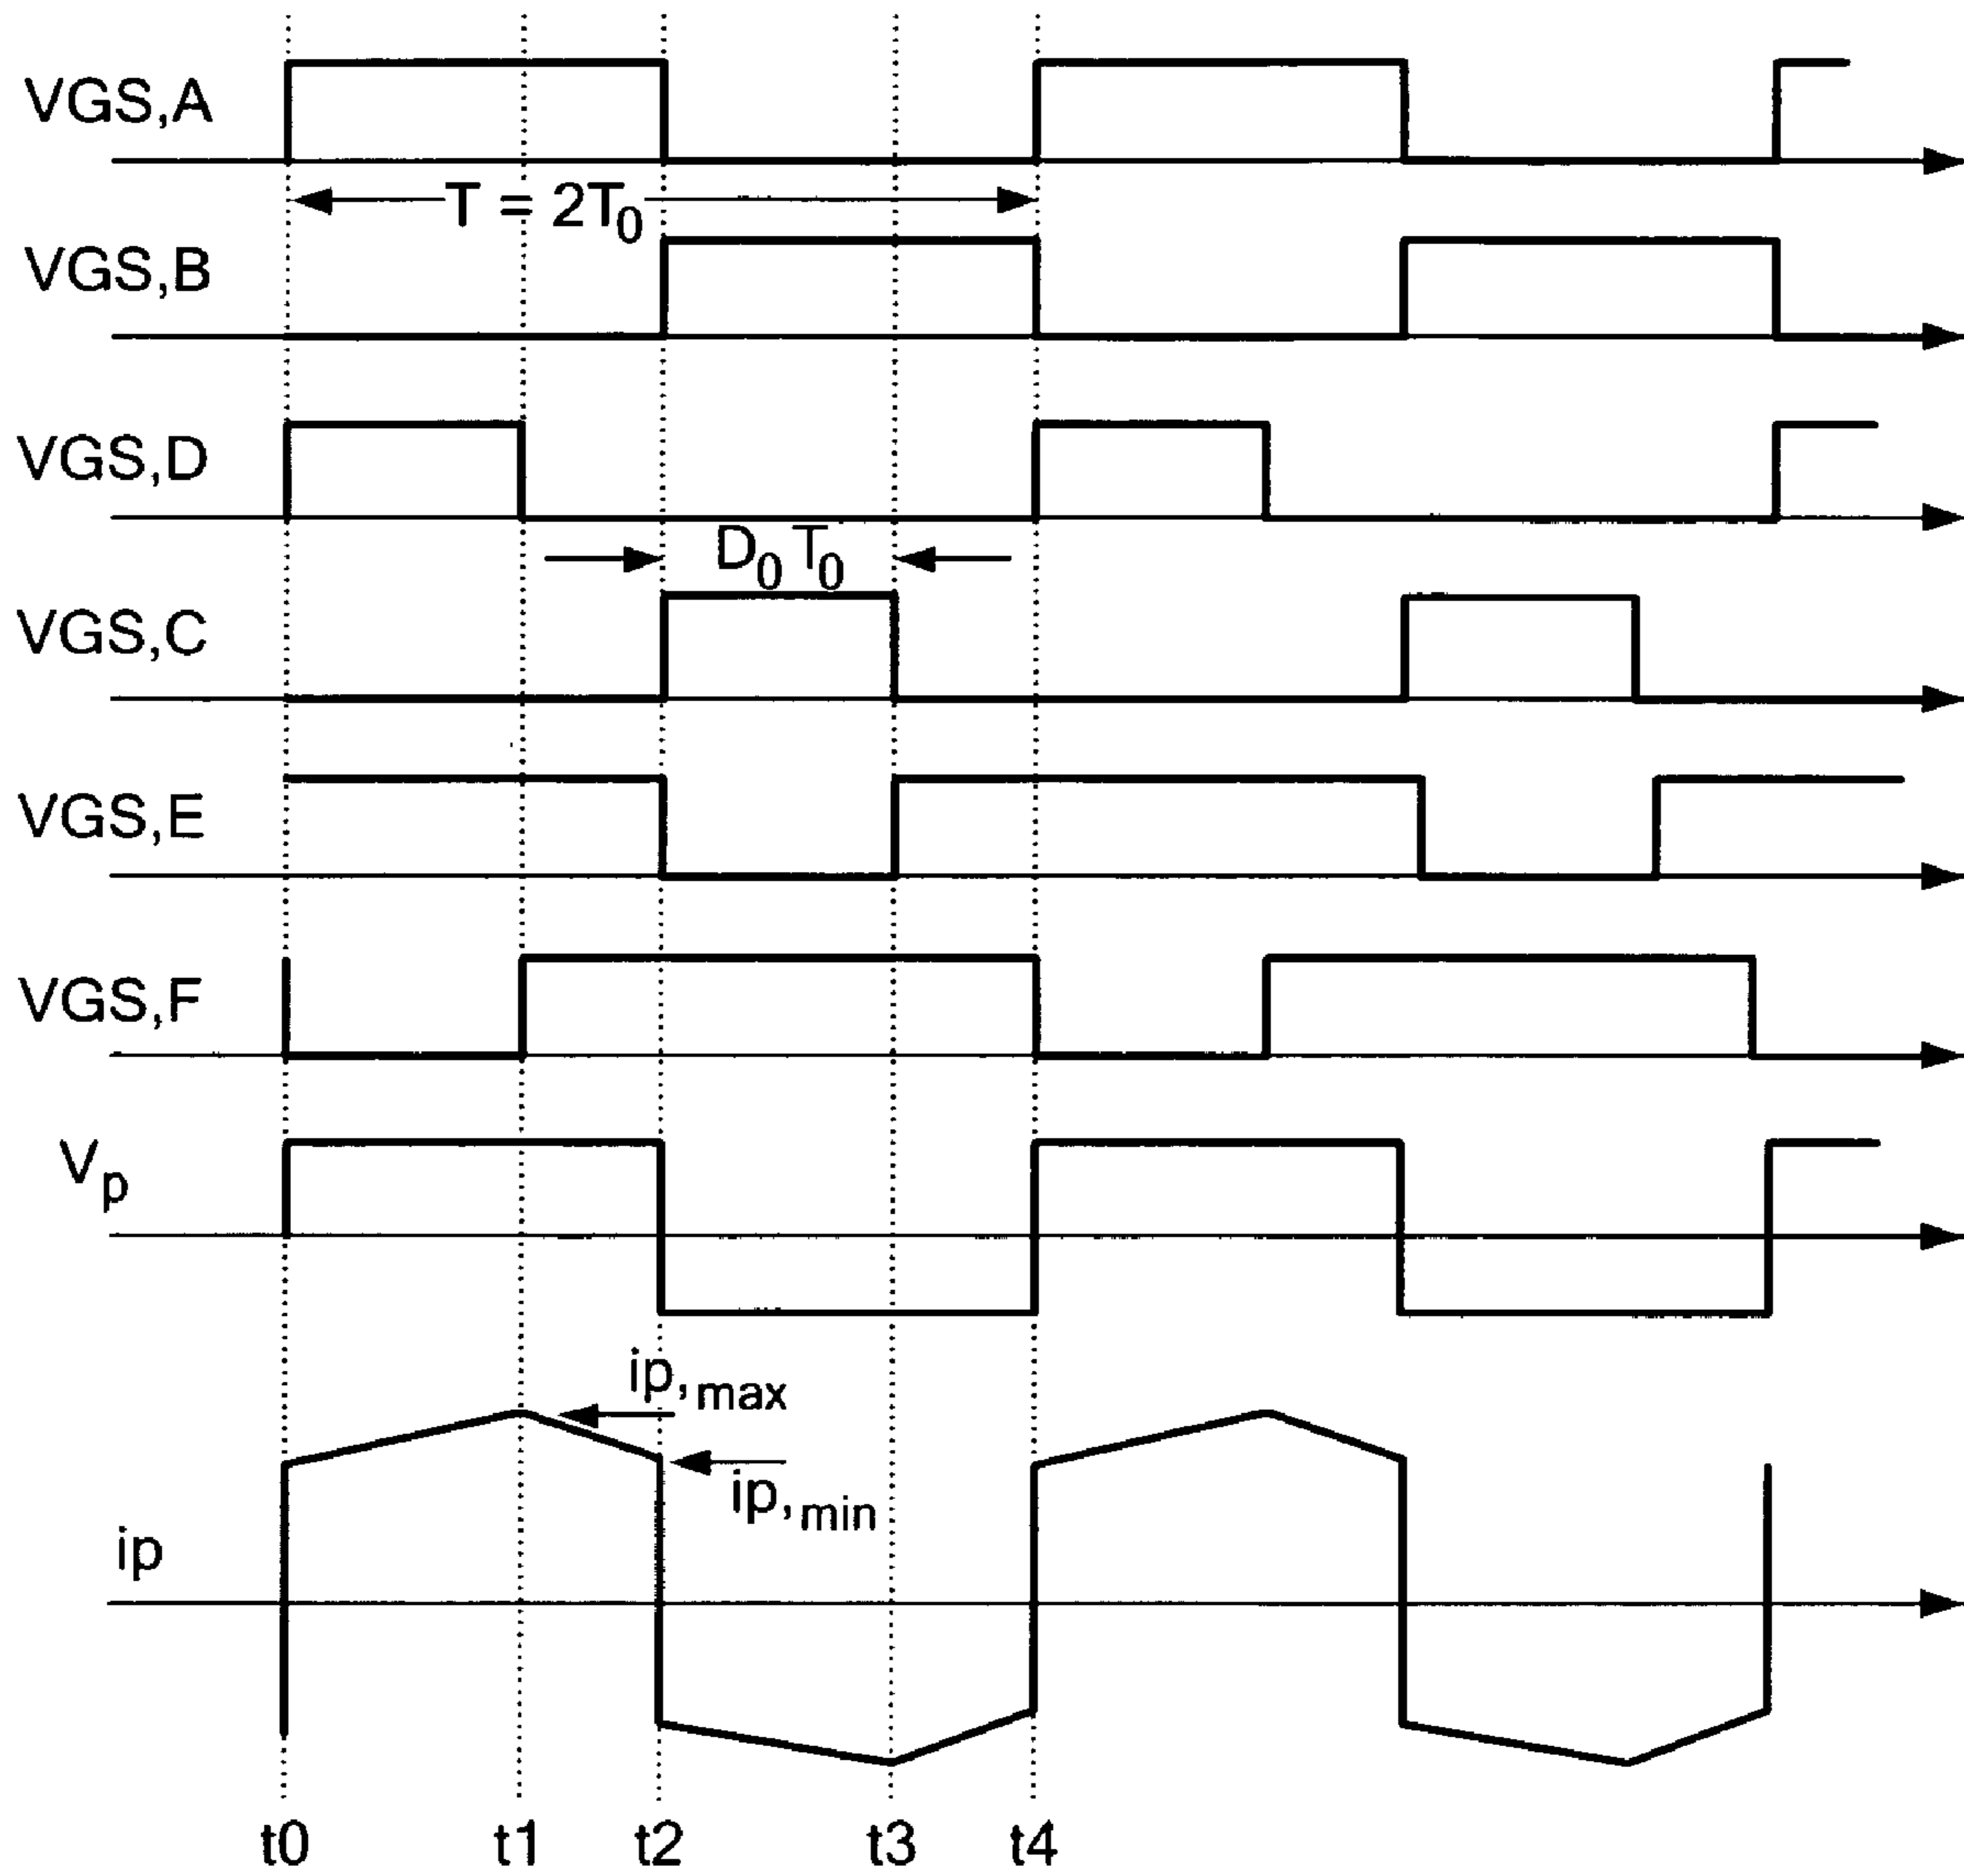 VGS,A
T = 2T0
VGS,B
VGS,D
D0 T0
VGS,C
VGS,E
VGS,F
Vp
ip,max
ip,min
ip
t0 t1 t2 t3 t4